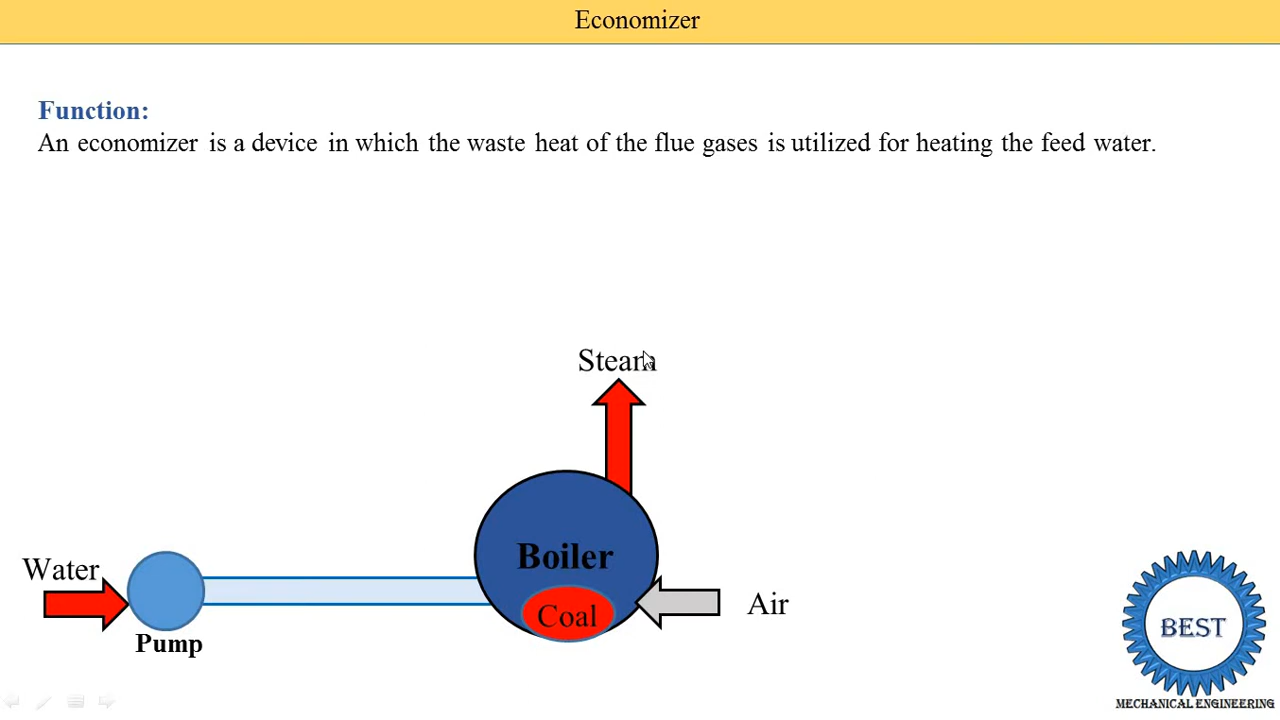 Economizer
Function:
An economizer is a device in which the waste heat of the flue gases is utilized for heating the feed water.
Steam
Boiler
Water
Coal
Air
Pump
BEST
MECHANICAL ENGINEERING